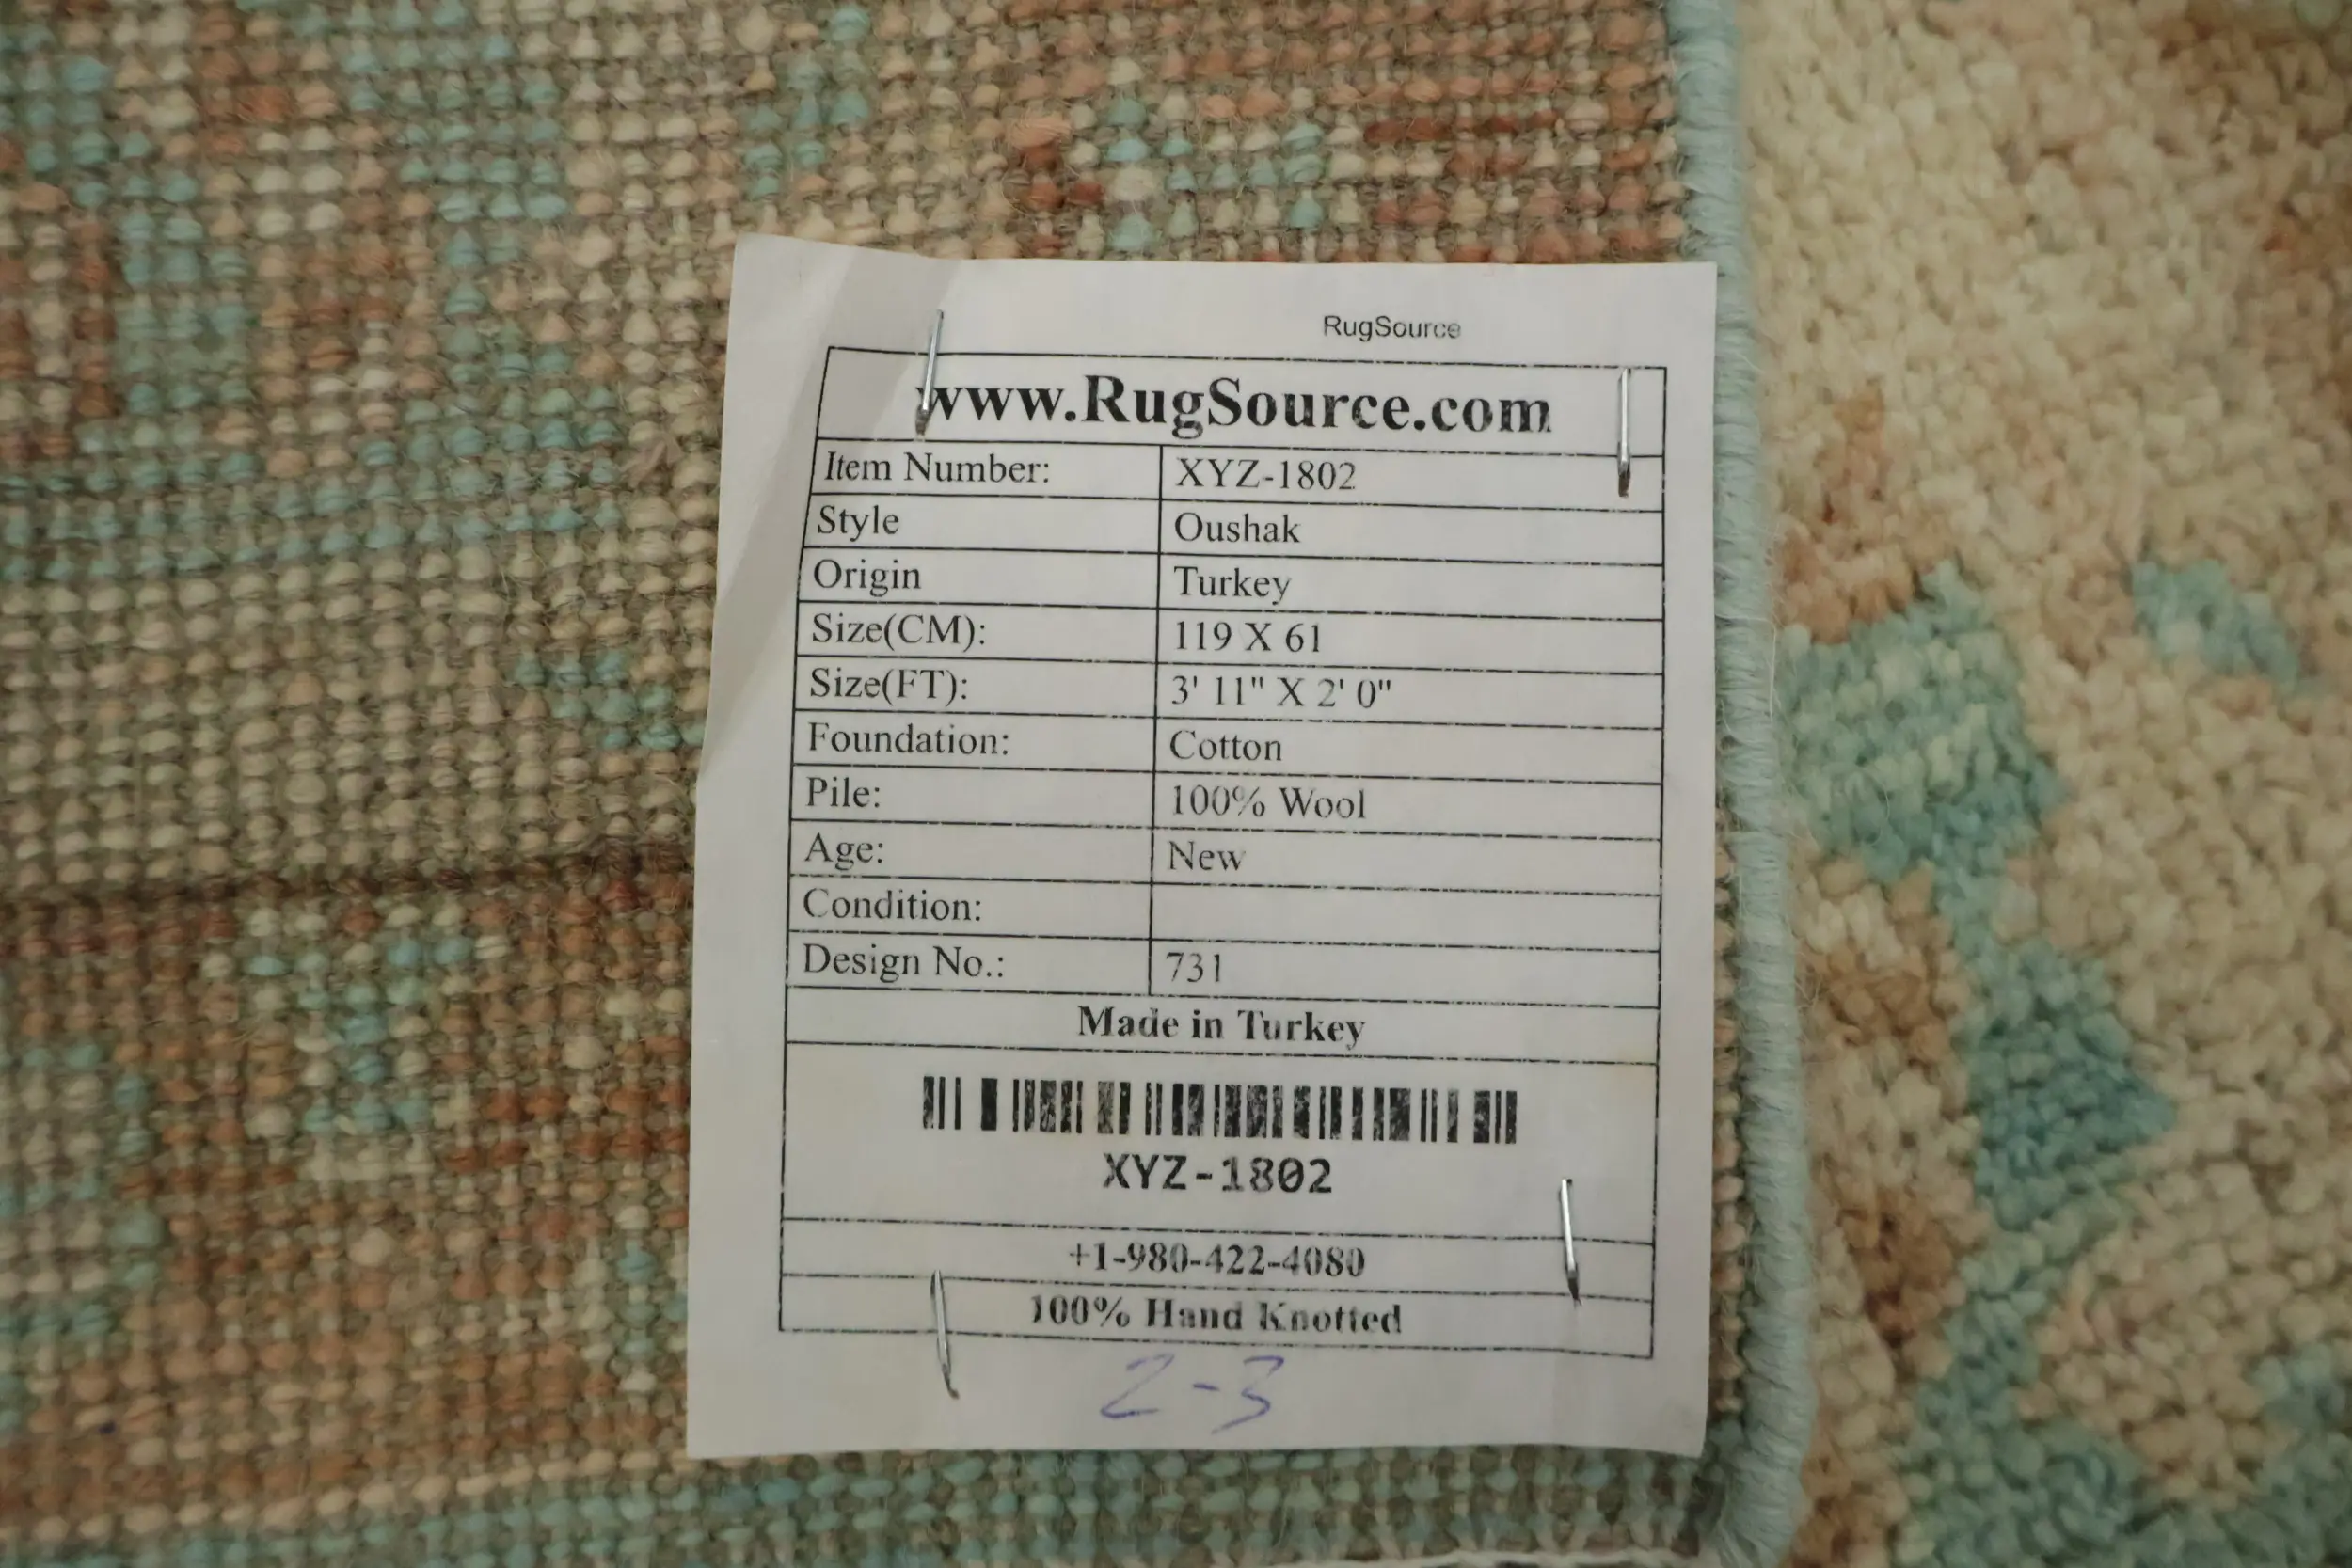 RugSource
www.RugSource.com
Item Number: XYZ-1802
Style Oushak
Origin Turkey
Size(CM): 119 X 61
Size(FT): 3' 11" X 2' 0"
Foundation: Cotton
Pile: 100% Wool
Age: New
Condition:
Design No.: 731
Made in Turkey
XYZ-1802
+1-980-422-4080
100% Hand Knotted
2-3